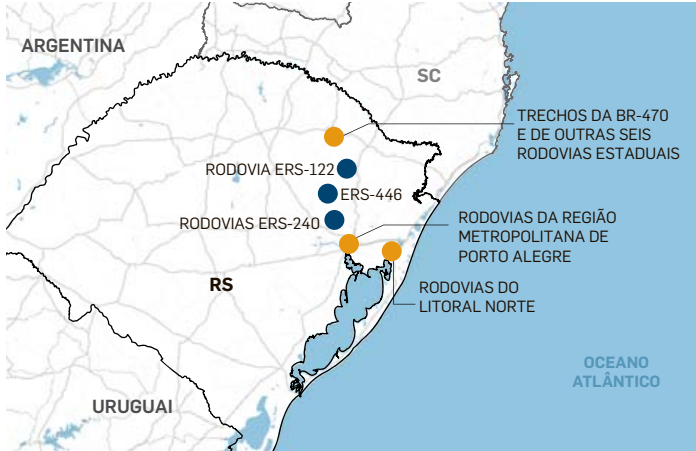 ARGENTINA
SC
TRECHOS DA BR-470
E DE OUTRAS SEIS
RODOVIAS ESTADUAIS
RODOVIA ERS-122
ERS-446
RODOVIAS ERS-240
RODOVIAS DA REGIÃO
METROPOLITANA DE
PORTO ALEGRE
RODOVIAS DO
LITORAL NORTE
RS
OCEANO
ATLÂNTICO
URUGUAI